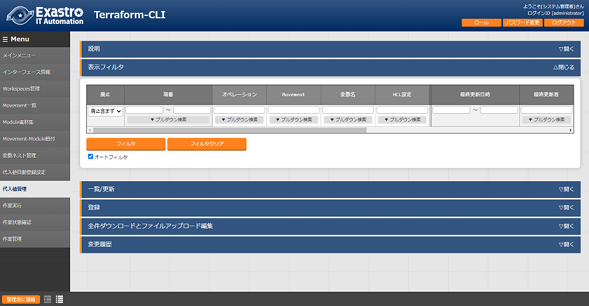 Exastro
IT Automation
Terraform-CLI
ようこそ[システム管理者]さん
ログインID [administrator]
ロール
パスワード変更
ログアウト
Menu
メインメニュー
インターフェース情報
Workspaces管理
Movement一覧
Module素材集
Movement-Module紐付
変数ネスト管理
代入値自動登録設定
代入値管理
作業実行
作業状態確認
作業管理
説明
▽開く
表示フィルタ
△閉じる
廃止
項番
オペレーション
Movement
変数名
HCL設定
最終更新日時
最終更新者
廃止含まず
～
～
▼ プルダウン検索
▼ プルダウン検索
▼ プルダウン検索
▼ プルダウン検索
▼ プルダウン検索
▼ プルダウン検索
フィルタ
フィルタクリア
オートフィルタ
一覧/更新
▽開く
登録
▽開く
全件ダウンロードとファイルアップロード編集
▽開く
変更履歴
▽開く
管理者に連絡